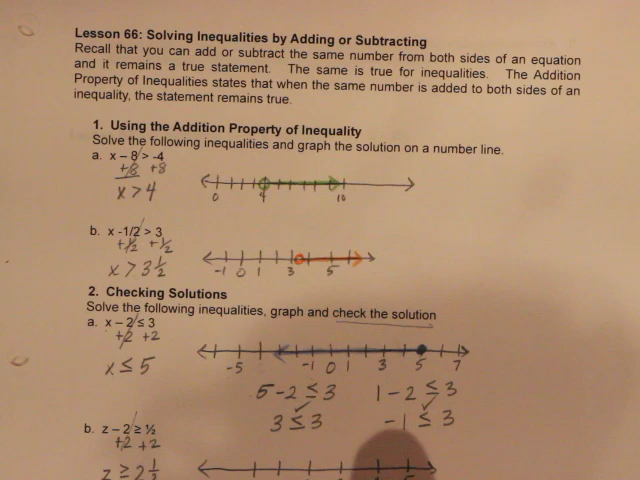 Lesson 66: Solving Inequalities by Adding or Subtracting
Recall that you can add or subtract the same number from both sides of an equation
and it remains a true statement. The same is true for inequalities. The Addition
Property of Inequalities states that when the same number is added to both sides of an
inequality, the statement remains true.
1. Using the Addition Property of Inequality
Solve the following inequalities and graph the solution on a number line.
a. x – 8 > -4
+8 +8
x > 4
0 4 10
b. x -1/2 > 3
+½ +½
x > 3½
-1 0 1 3 5
2. Checking Solutions
Solve the following inequalities, graph and check the solution
a. x – 2 ≤ 3
+2 +2
x ≤ 5
-5 -1 0 1 3 5 7
5 - 2 ≤ 3 1 - 2 ≤ 3
3 ≤ 3 -1 ≤ 3
b. z – 2 ≥ ½
+2 +2
z ≥ 2½